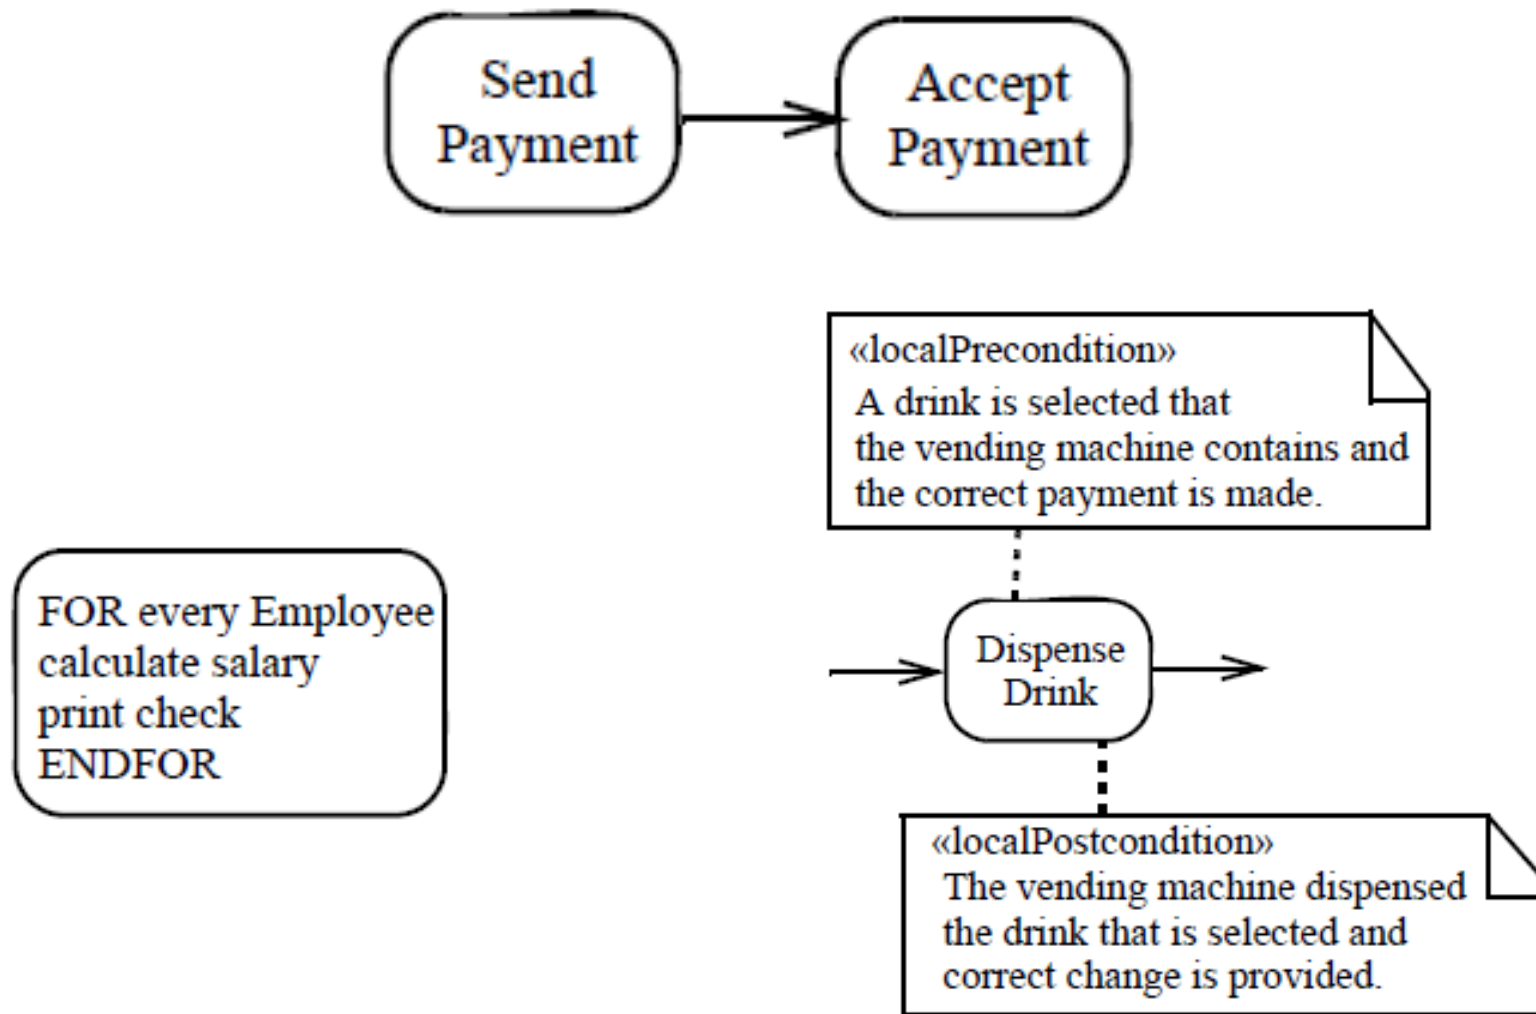 Send
Payment
Accept
Payment
«localPrecondition»
A drink is selected that
the vending machine contains and
the correct payment is made.
FOR every Employee
calculate salary
print check
ENDFOR
Dispense
Drink
«localPostcondition»
The vending machine dispensed
the drink that is selected and
correct change is provided.